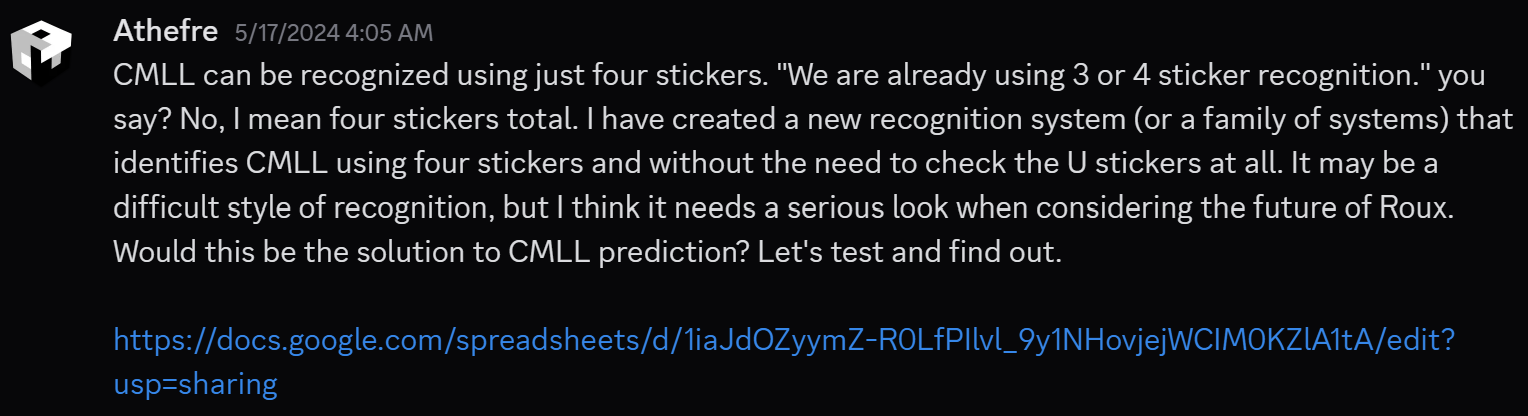 Athefre 5/17/2024 4:05 AM
CMLL can be recognized using just four stickers. "We are already using 3 or 4 sticker recognition." you
say? No, I mean four stickers total. I have created a new recognition system (or a family of systems) that
identifies CMLL using four stickers and without the need to check the U stickers at all. It may be a
difficult style of recognition, but I think it needs a serious look when considering the future of Roux.
Would this be the solution to CMLL prediction? Let's test and find out.
https://docs.google.com/spreadsheets/d/1iaJdOZyymZ-R0LfPIlvl_9y1NHovjejWCIM0KZlA1tA/edit?
usp=sharing